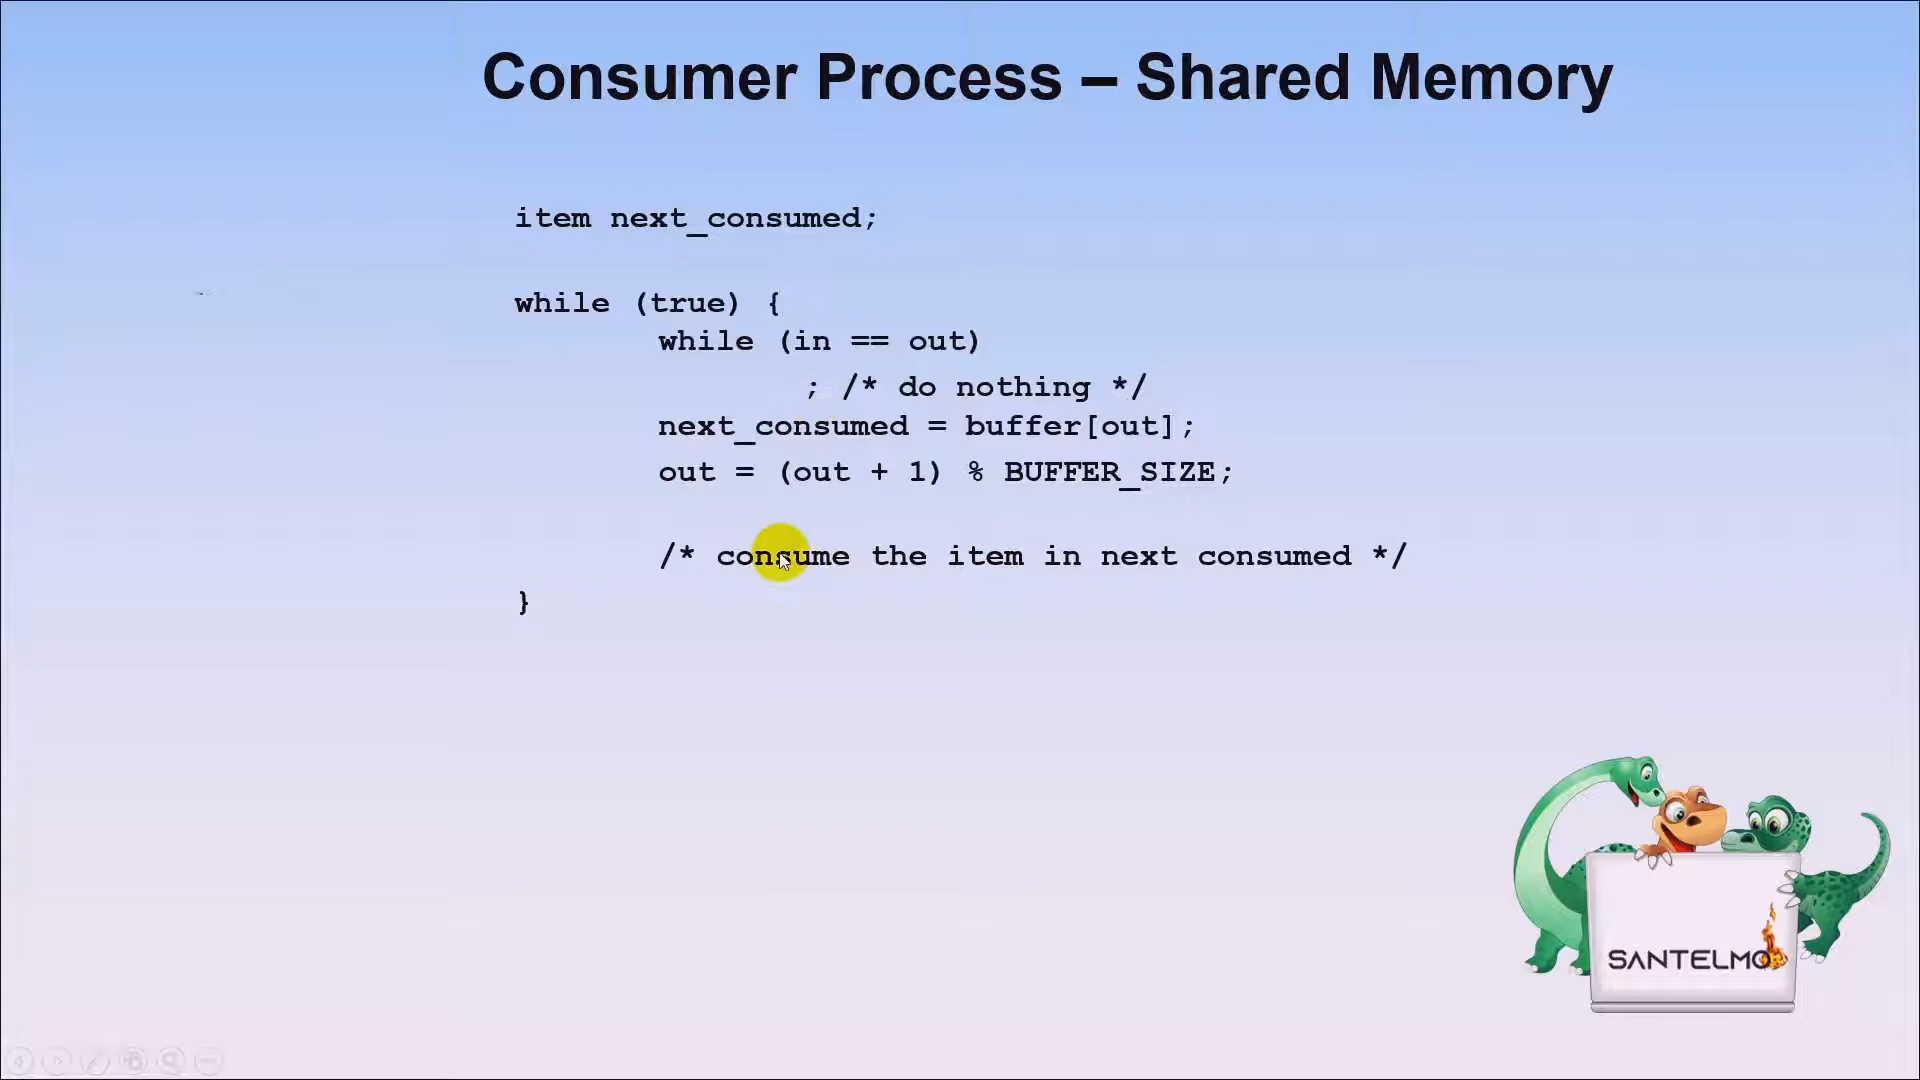 Consumer Process – Shared Memory
item next_consumed;
while (true) {
while (in == out)
; /* do nothing */
next_consumed = buffer[out];
out = (out + 1) % BUFFER_SIZE;
/* consume the item in next consumed */
}
SANTELMO